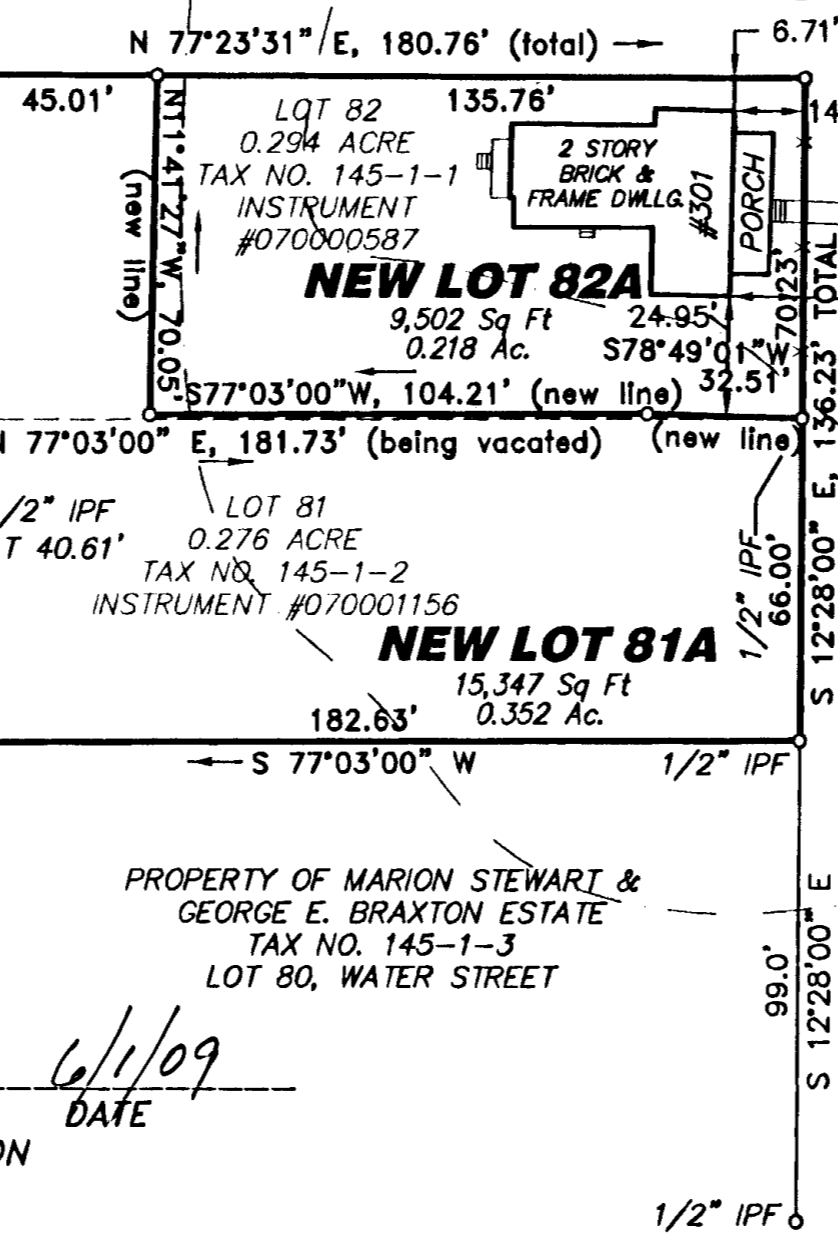 N 77°23'31" E, 180.76' (total)
6.71'
45.01'
135.76'
14
LOT 82
0.294 ACRE
TAX NO. 145-1-1
INSTRUMENT
#070000587
2 STORY
BRICK &
FRAME DWLLG.
#301
PORCH
(new line)
N11°41'27"W, 70.05'
NEW LOT 82A
9,502 Sq Ft
0.218 Ac.
24.95'
70.23'
S78°49'01"W
32.51'
S77°03'00"W, 104.21' (new line)
N 77°03'00" E, 181.73' (being vacated)
(new line)
S 12°28'00" E, 136.23' TOTAL
1/2" IPF
T 40.61'
LOT 81
0.276 ACRE
TAX NO. 145-1-2
INSTRUMENT #070001156
1/2" IPF
66.00'
NEW LOT 81A
15,347 Sq Ft
0.352 Ac.
182.63'
S 77°03'00" W
1/2" IPF
PROPERTY OF MARION STEWART &
GEORGE E. BRAXTON ESTATE
TAX NO. 145-1-3
LOT 80, WATER STREET
99.0'
S 12°28'00" E
6/1/09
DATE
ON
1/2" IPF